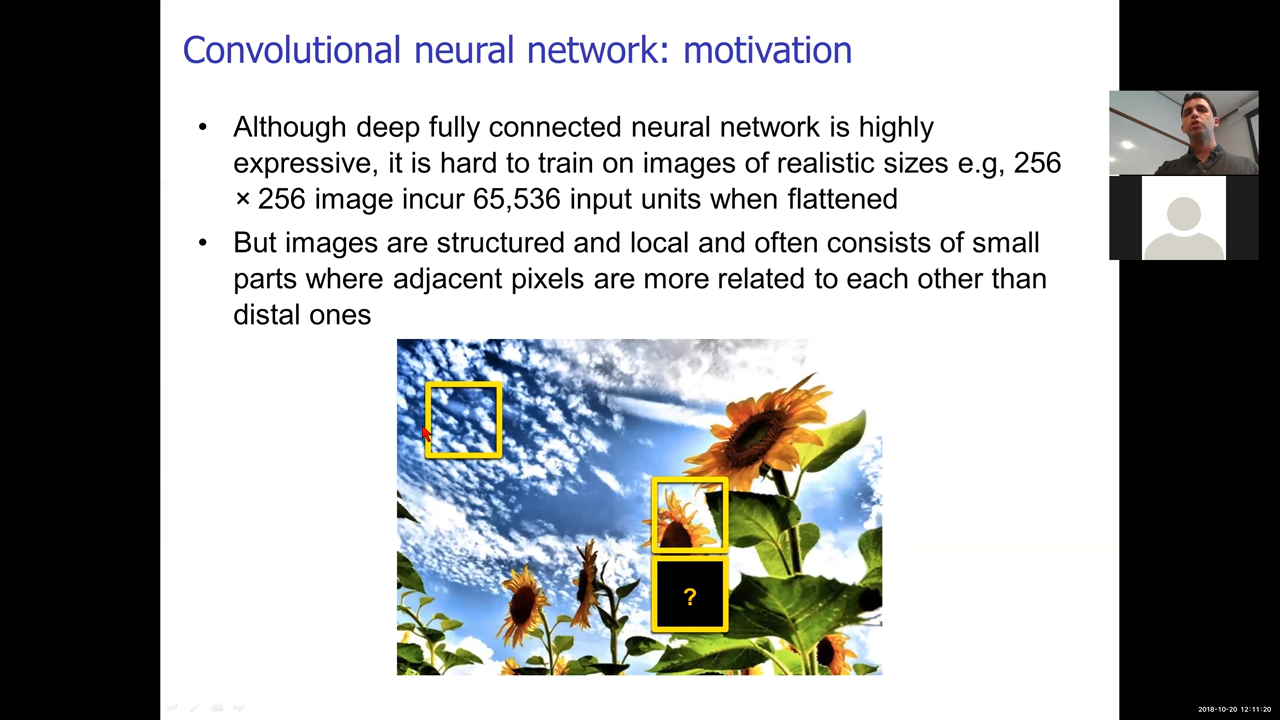 Convolutional neural network: motivation
• Although deep fully connected neural network is highly
expressive, it is hard to train on images of realistic sizes e.g, 256
× 256 image incur 65,536 input units when flattened
• But images are structured and local and often consists of small
parts where adjacent pixels are more related to each other than
distal ones
?
2018-10-20 12:11:20